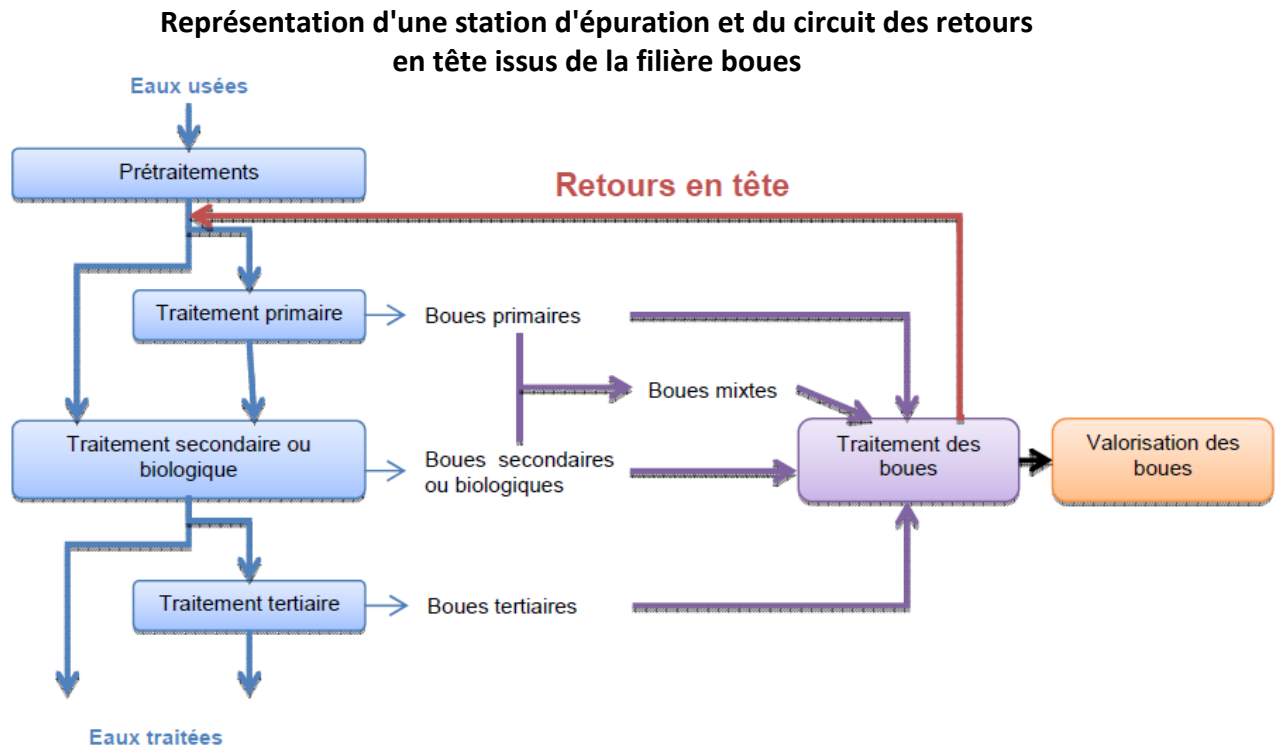 Représentation d'une station d'épuration et du circuit des retours
en tête issus de la filière boues
Eaux usées
Prétraitements
Retours en tête
Traitement primaire
Boues primaires
Boues mixtes
Traitement secondaire ou
biologique
Boues secondaires
ou biologiques
Traitement des
boues
Valorisation des
boues
Traitement tertiaire
Boues tertiaires
Eaux traitées